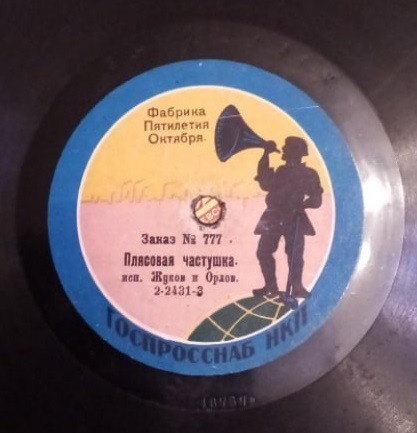 Фабрика
Пятилетия
Октября.
Заказ № 777
Плясовая частушка.
исп. Жуков и Орлов.
2-2431-3
ГОСПРОССНАБ НКП